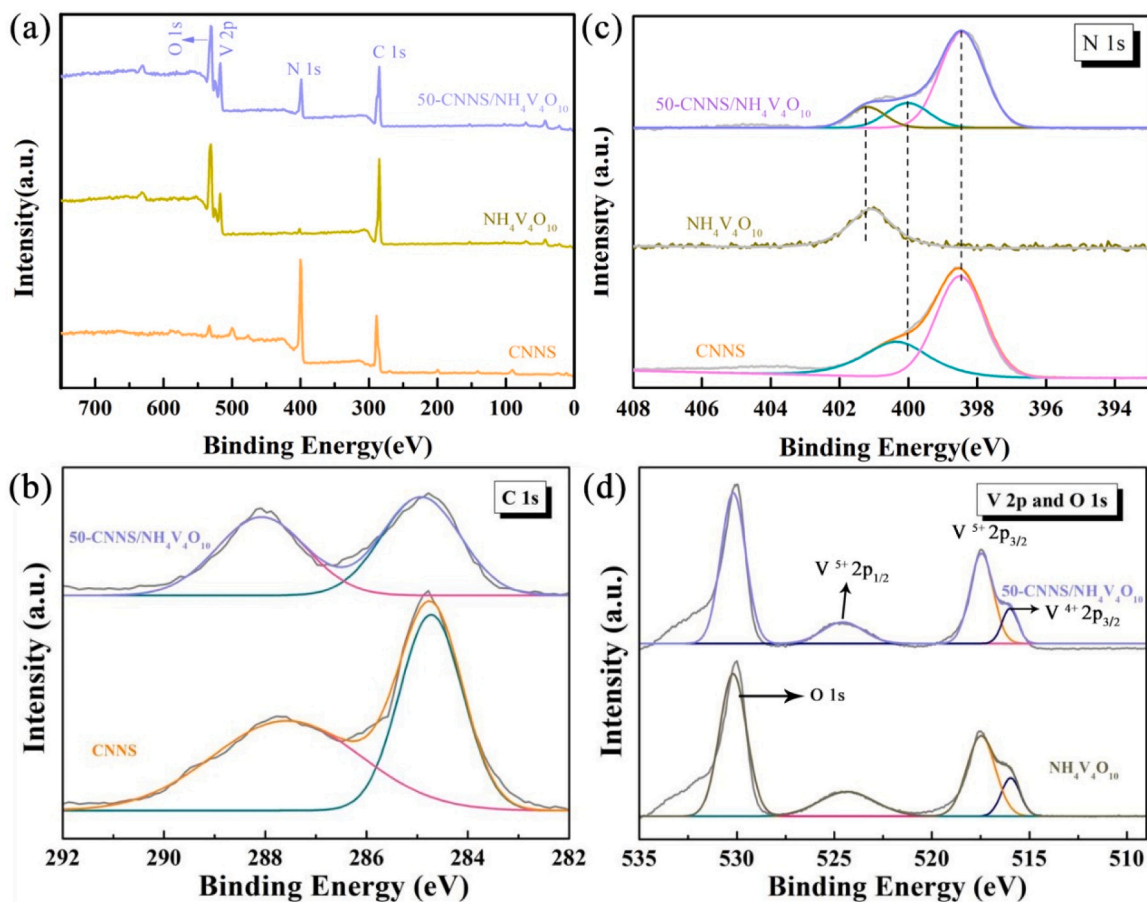 (a)
O 1s
V 2p
N 1s
C 1s
50-CNNS/NH₄V₄O₁₀
NH₄V₄O₁₀
CNNS
Intensity(a.u.)
700 600 500 400 300 200 100 0
Binding Energy(eV)
(c)
N 1s
50-CNNS/NH₄V₄O₁₀
NH₄V₄O₁₀
CNNS
Intensity (a.u.)
408 406 404 402 400 398 396 394
Binding Energy(eV)
(b)
C 1s
50-CNNS/NH₄V₄O₁₀
CNNS
Intensity (a.u.)
292 290 288 286 284 282
Binding Energy (eV)
(d)
V 2p and O 1s
V ⁵⁺ 2p₃/₂
V ⁵⁺ 2p₁/₂
50-CNNS/NH₄V₄O₁₀
V ⁴⁺ 2p₃/₂
O 1s
NH₄V₄O₁₀
Intensity (a.u.)
535 530 525 520 515 510
Binding Energy (eV)